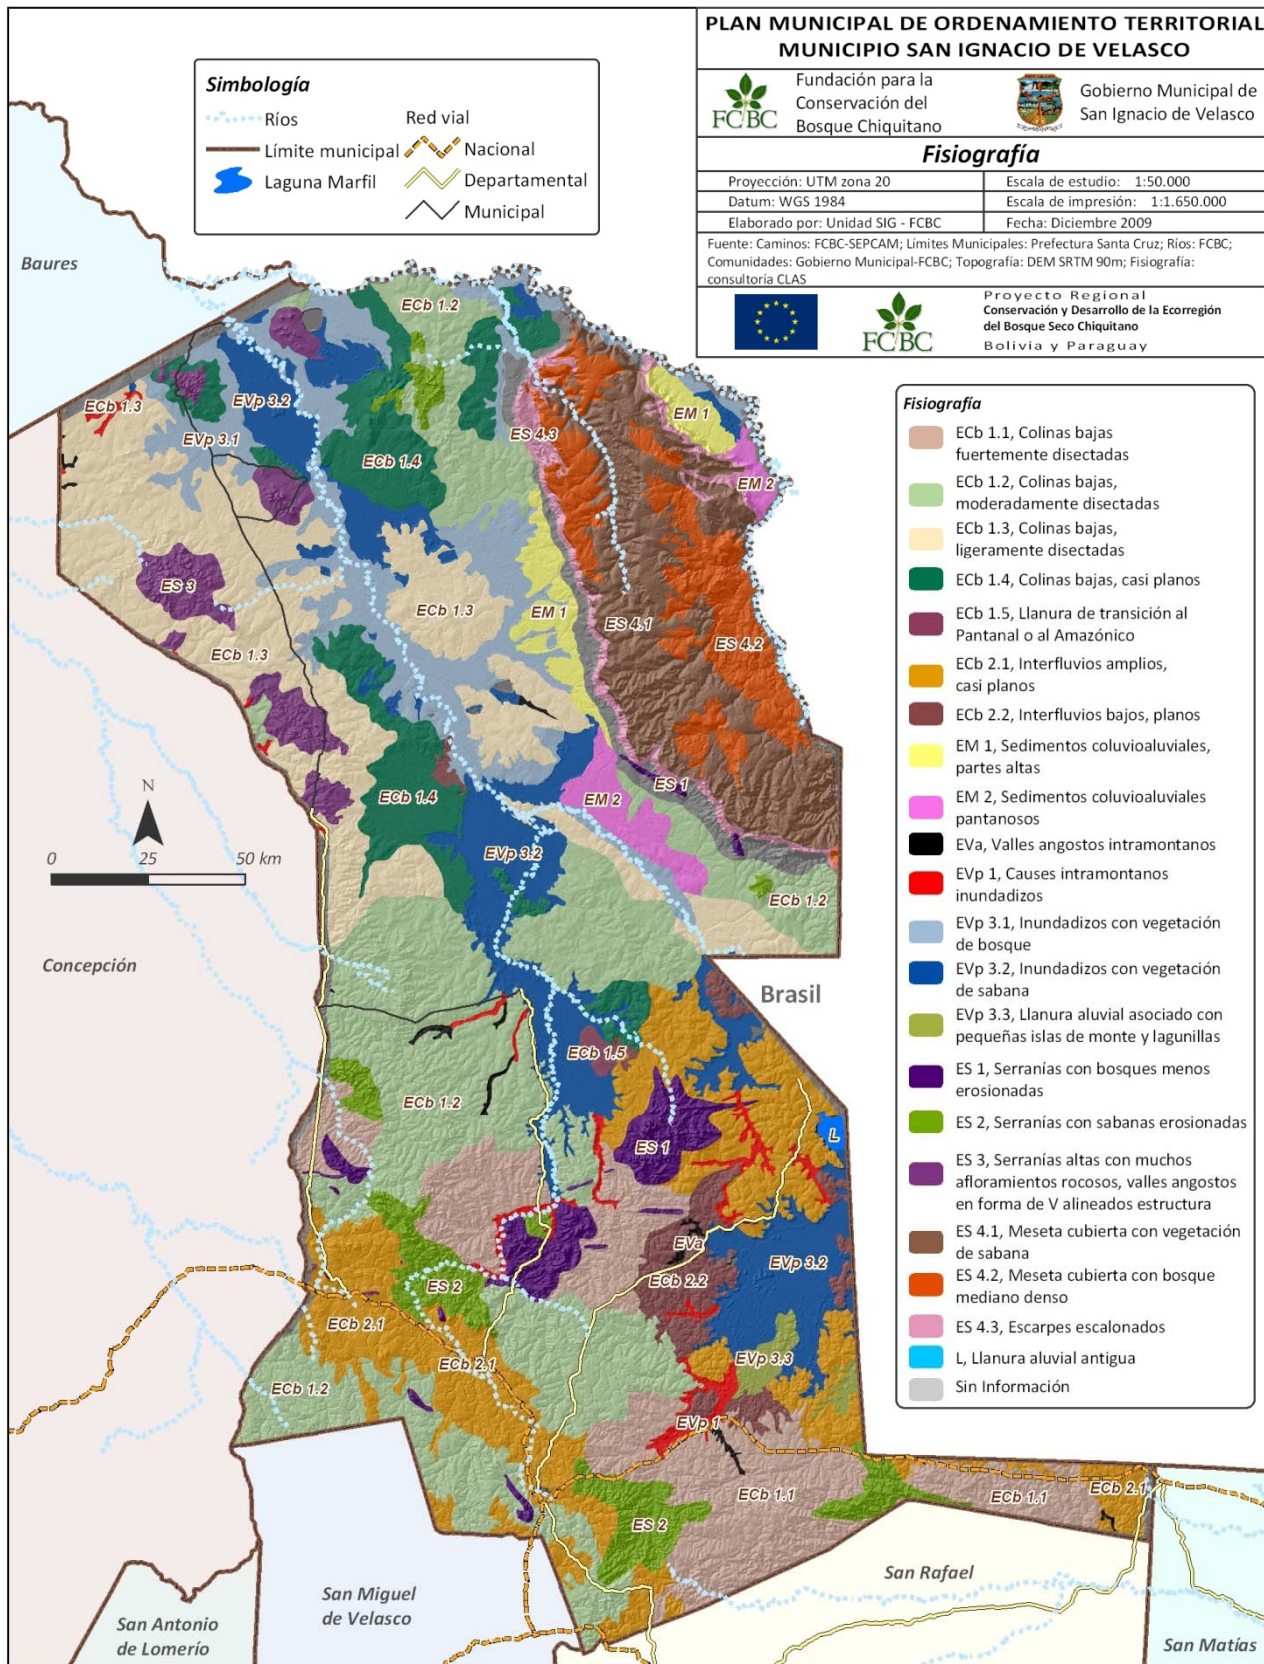 PLAN MUNICIPAL DE ORDENAMIENTO TERRITORIAL
MUNICIPIO SAN IGNACIO DE VELASCO
FCBC
Fundación para la
Conservación del
Bosque Chiquitano
Gobierno Municipal de
San Ignacio de Velasco
Fisiografía
Proyección: UTM zona 20
Escala de estudio: 1:50.000
Datum: WGS 1984
Escala de impresión: 1:1.650.000
Elaborado por: Unidad SIG - FCBC
Fecha: Diciembre 2009
Fuente: Caminos: FCBC-SEPCAM; Límites Municipales: Prefectura Santa Cruz; Ríos: FCBC;
Comunidades: Gobierno Municipal-FCBC; Topografía: DEM SRTM 90m; Fisiografía:
consultoría CLAS
FCBC
Proyecto Regional
Conservación y Desarrollo de la Ecorregión
del Bosque Seco Chiquitano
Bolivia y Paraguay
Simbología
Ríos
Límite municipal
Laguna Marfil
Red vial
Nacional
Departamental
Municipal
Fisiografía
ECb 1.1, Colinas bajas
fuertemente disectadas
ECb 1.2, Colinas bajas,
moderadamente disectadas
ECb 1.3, Colinas bajas,
ligeramente disectadas
ECb 1.4, Colinas bajas, casi planos
ECb 1.5, Llanura de transición al
Pantanal o al Amazónico
ECb 2.1, Interfluvios amplios,
casi planos
ECb 2.2, Interfluvios bajos, planos
EM 1, Sedimentos coluvioaluviales,
partes altas
EM 2, Sedimentos coluvioaluviales
pantanosos
EVa, Valles angostos intramontanos
EVp 1, Causes intramontanos
inundadizos
EVp 3.1, Inundadizos con vegetación
de bosque
EVp 3.2, Inundadizos con vegetación
de sabana
EVp 3.3, Llanura aluvial asociado con
pequeñas islas de monte y lagunillas
ES 1, Serranías con bosques menos
erosionadas
ES 2, Serranías con sabanas erosionadas
ES 3, Serranías altas con muchos
afloramientos rocosos, valles angostos
en forma de V alineados estructura
ES 4.1, Meseta cubierta con vegetación
de sabana
ES 4.2, Meseta cubierta con bosque
mediano denso
ES 4.3, Escarpes escalonados
L, Llanura aluvial antigua
Sin Información
Baures
ECb 1.2
ECb 1.3
EVp 3.2
EVp 3.1
EM 1
ES 4.3
ECb 1.4
EM 2
ES 3
ECb 1.3
EM 1
ES 4.1
ES 4.2
ECb 1.3
ES 1
ECb 1.4
EM 2
N
0 25 50 km
EVp 3.2
ECb 1.2
Concepción
Brasil
ECb 1.5
ECb 1.2
ES 1
L
EVa
EVp 3.2
ECb 2.2
ES 2
ECb 2.1
ECb 2.1
EVp 3.3
ECb 1.2
EVp 1
ECb 1.1
ECb 1.1
ECb 2.1
ES 2
San Rafael
San Miguel
de Velasco
San Antonio
de Lomerío
San Matías